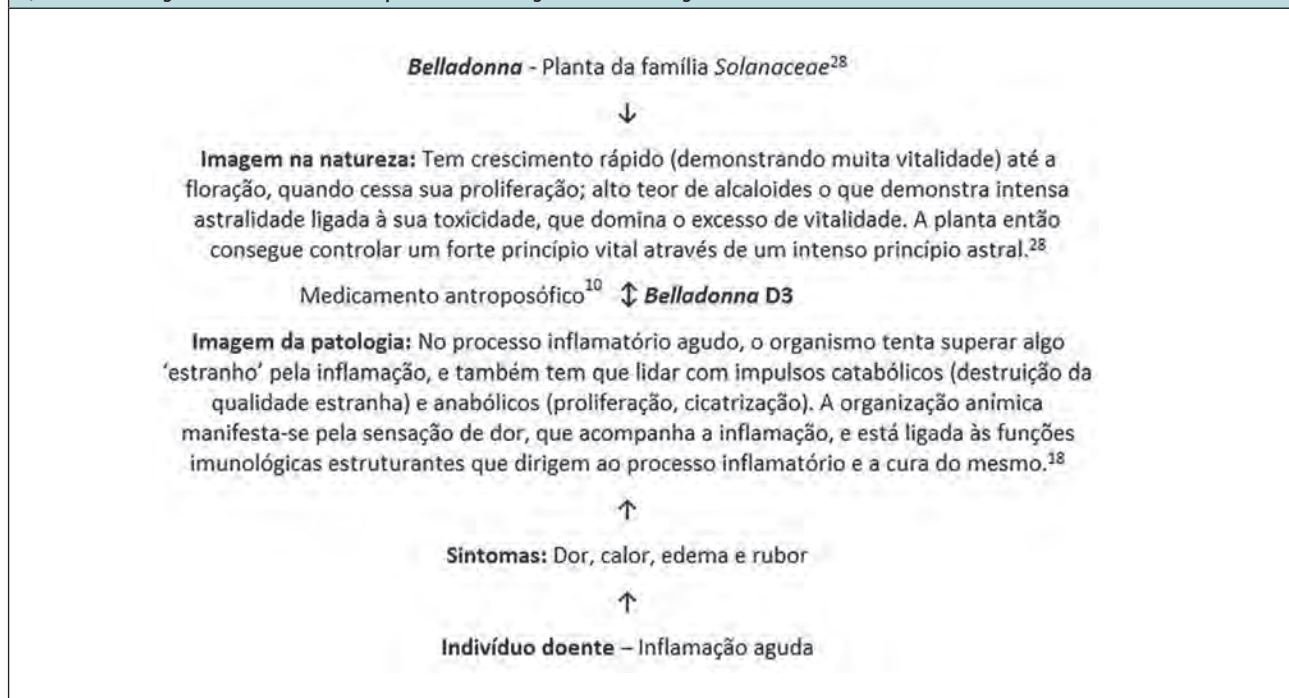 Belladonna - Planta da família Solanaceae28
↓
Imagem na natureza: Tem crescimento rápido (demonstrando muita vitalidade) até a
floração, quando cessa sua proliferação; alto teor de alcaloides o que demonstra intensa
astralidade ligada à sua toxicidade, que domina o excesso de vitalidade. A planta então
consegue controlar um forte princípio vital através de um intenso princípio astral.28
Medicamento antroposófico10 ↕ Belladonna D3
Imagem da patologia: No processo inflamatório agudo, o organismo tenta superar algo
'estranho' pela inflamação, e também tem que lidar com impulsos catabólicos (destruição da
qualidade estranha) e anabólicos (proliferação, cicatrização). A organização anímica
manifesta-se pela sensação de dor, que acompanha a inflamação, e está ligada às funções
imunológicas estruturantes que dirigem ao processo inflamatório e a cura do mesmo.18
↑
Sintomas: Dor, calor, edema e rubor
↑
Indivíduo doente – Inflamação aguda